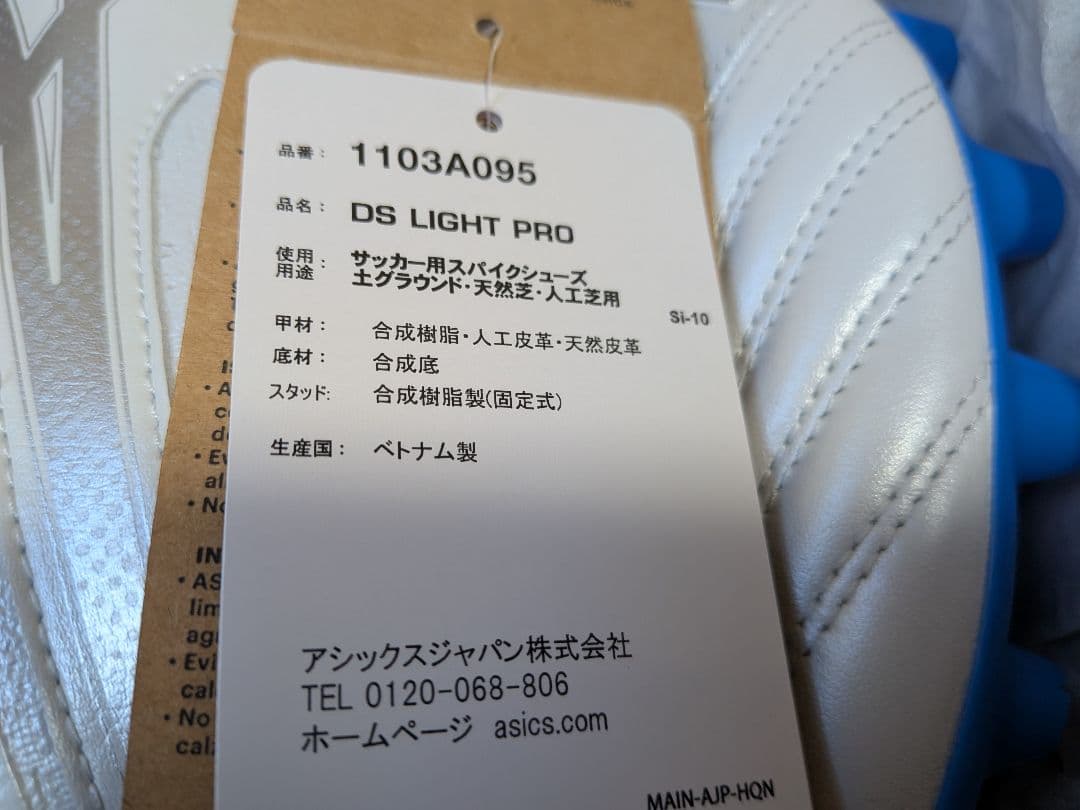 品番： 1103A095
品名： DS LIGHT PRO
使用用途： サッカー用スパイクシューズ
土グラウンド・天然芝・人工芝用
Si-10
甲材： 合成樹脂・人工皮革・天然皮革
底材： 合成底
スタッド: 合成樹脂製(固定式)
生産国： ベトナム製
アシックスジャパン株式会社
TEL 0120-068-806
ホームページ asics.com
MAIN-AJP-HQN
• No